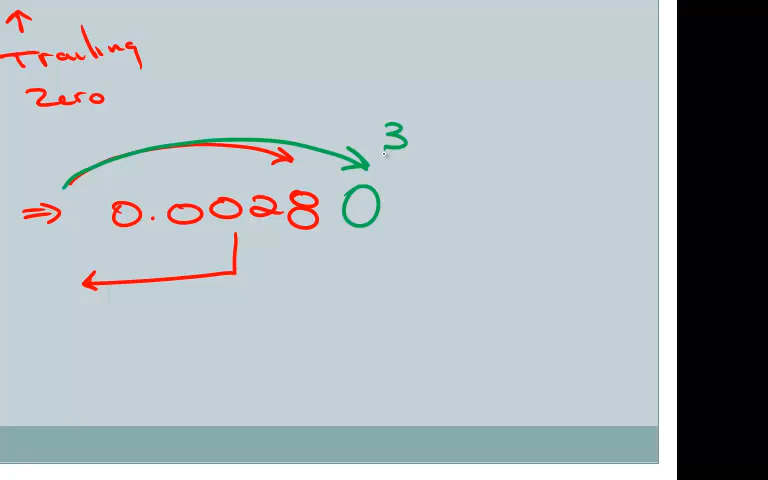 ↑
Trailing
Zero
3
⇒ 0.00280